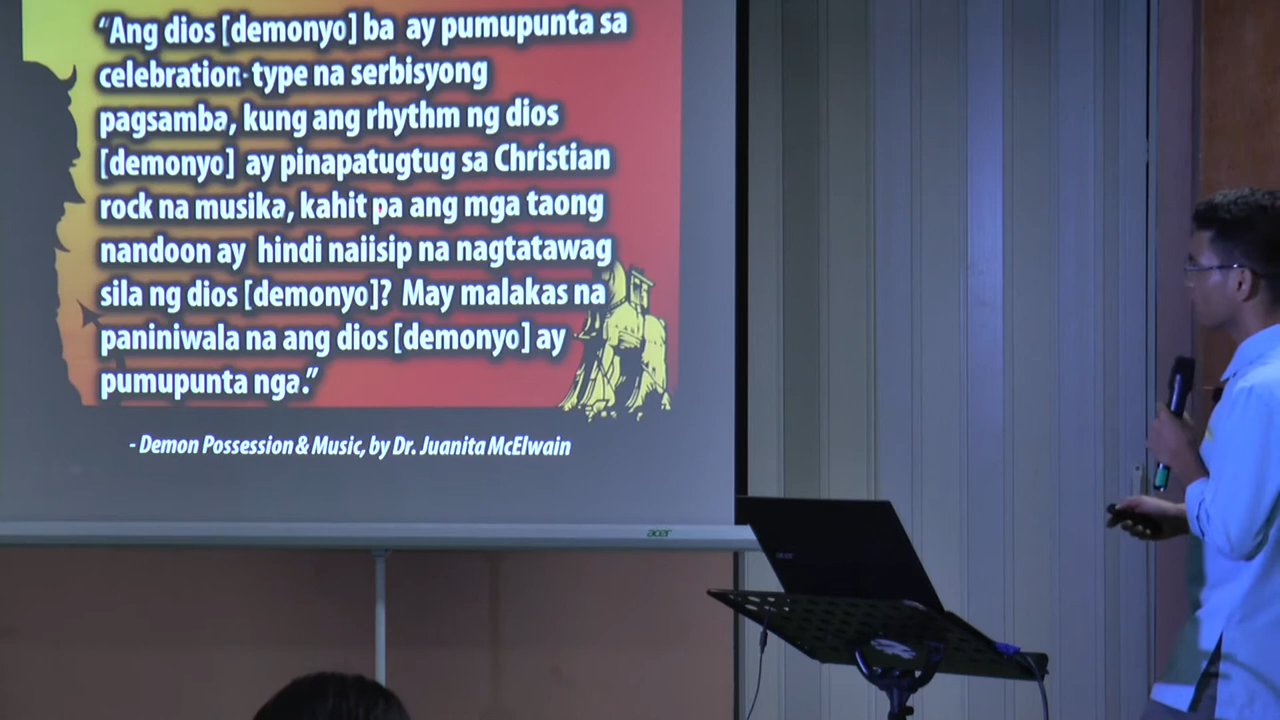 “Ang dios [demonyo] ba ay pumupunta sa
celebration-type na serbisyong
pagsamba, kung ang rhythm ng dios
[demonyo] ay pinapatugtug sa Christian
rock na musika, kahit pa ang mga taong
nandoon ay hindi naiisip na nagtatawag
sila ng dios [demonyo]? May malakas na
paniniwala na ang dios [demonyo] ay
pumupunta nga.”
- Demon Possession & Music, by Dr. Juanita McElwain
acer